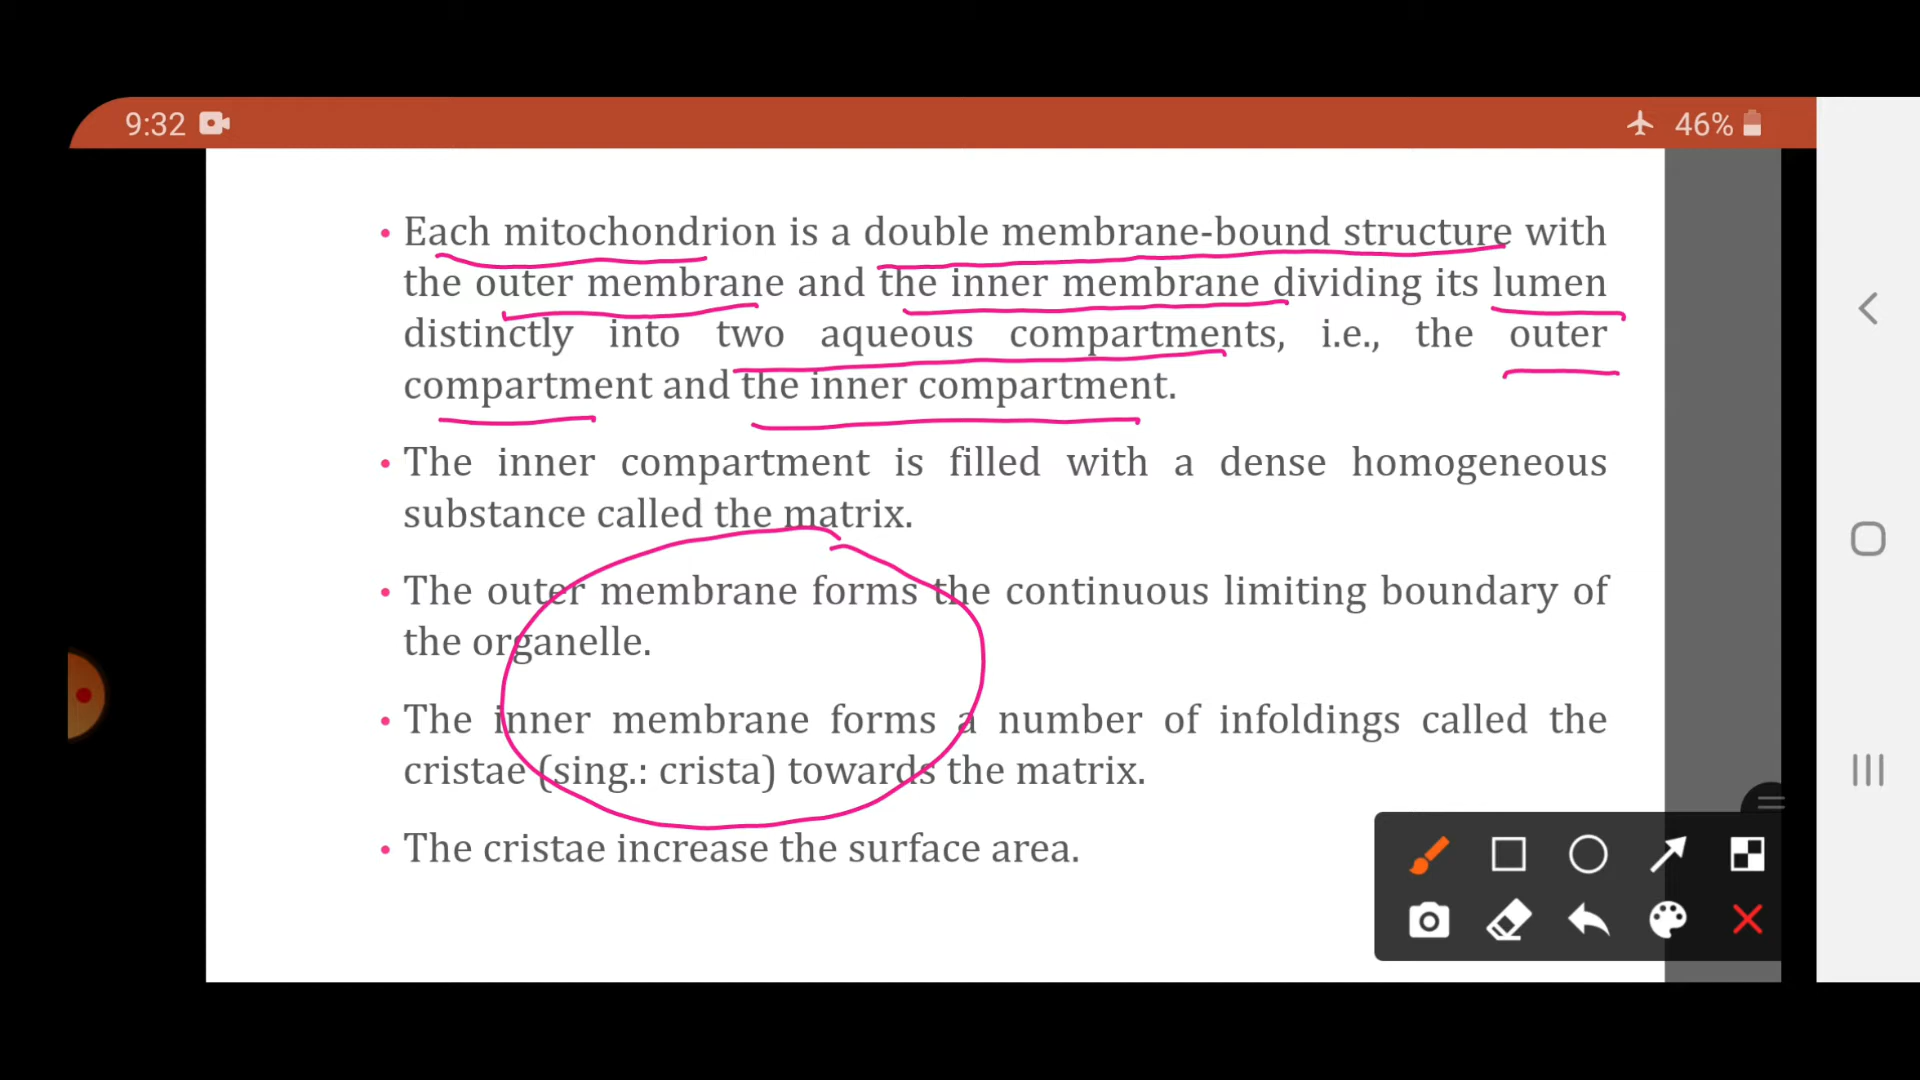 9:32
46%
• Each mitochondrion is a double membrane-bound structure with
the outer membrane and the inner membrane dividing its lumen
distinctly into two aqueous compartments, i.e., the outer
compartment and the inner compartment.
• The inner compartment is filled with a dense homogeneous
substance called the matrix.
• The outer membrane forms the continuous limiting boundary of
the organelle.
• The inner membrane forms a number of infoldings called the
cristae (sing.: crista) towards the matrix.
• The cristae increase the surface area.